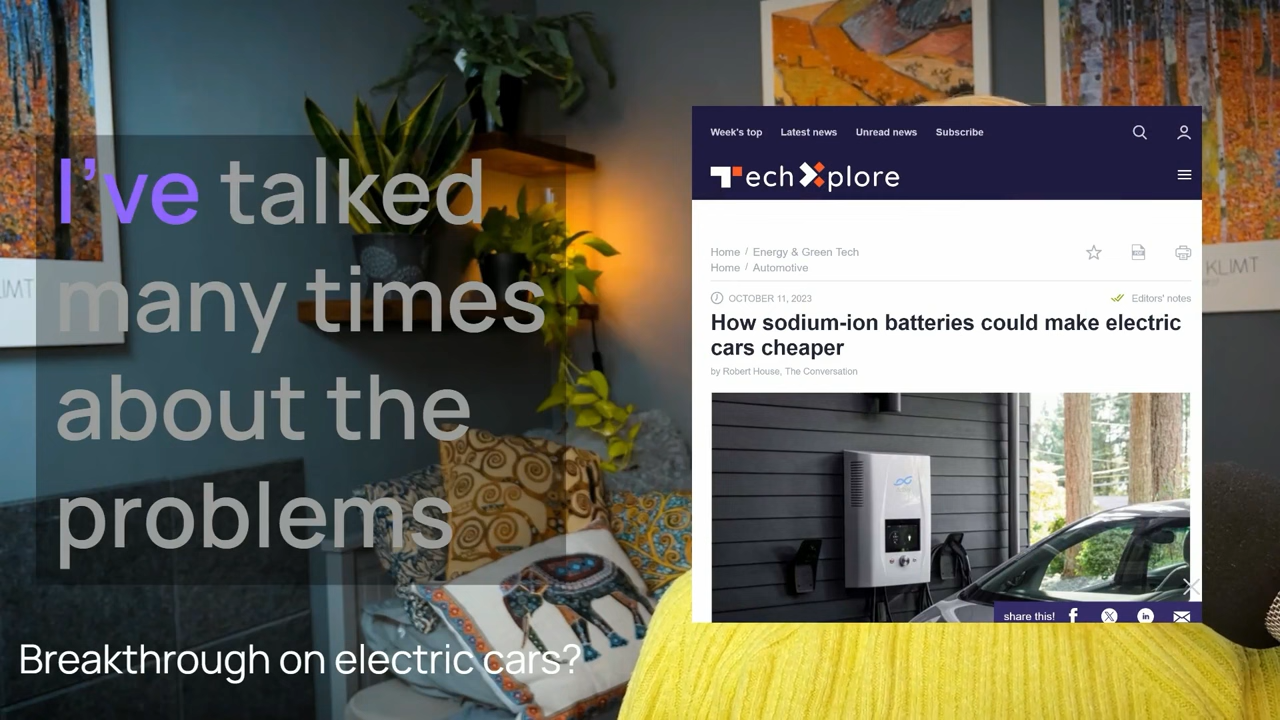 I've talked
many times
about the
problems
Breakthrough on electric cars?
Week's top Latest news Unread news Subscribe
TechXplore
Home / Energy & Green Tech
Home / Automotive
OCTOBER 11, 2023 Editors' notes
How sodium-ion batteries could make electric
cars cheaper
by Robert House, The Conversation
share this!
KLIMT